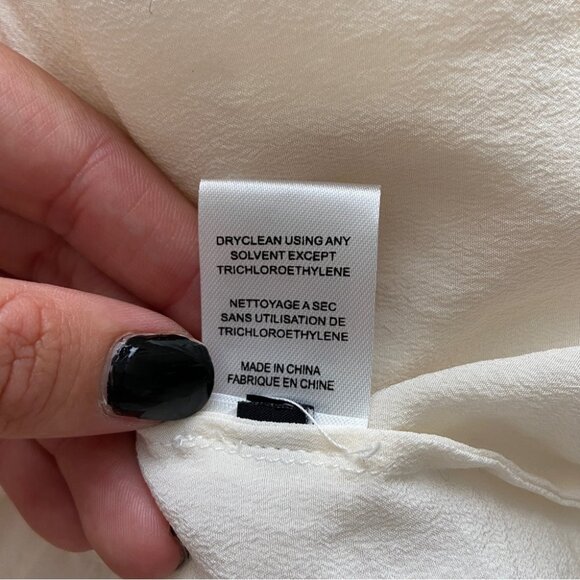 DRYCLEAN USING ANY
SOLVENT EXCEPT
TRICHLOROETHYLENE
NETTOYAGE A SEC
SANS UTILISATION DE
TRICHLOROETHYLENE
MADE IN CHINA
FABRIQUE EN CHINE